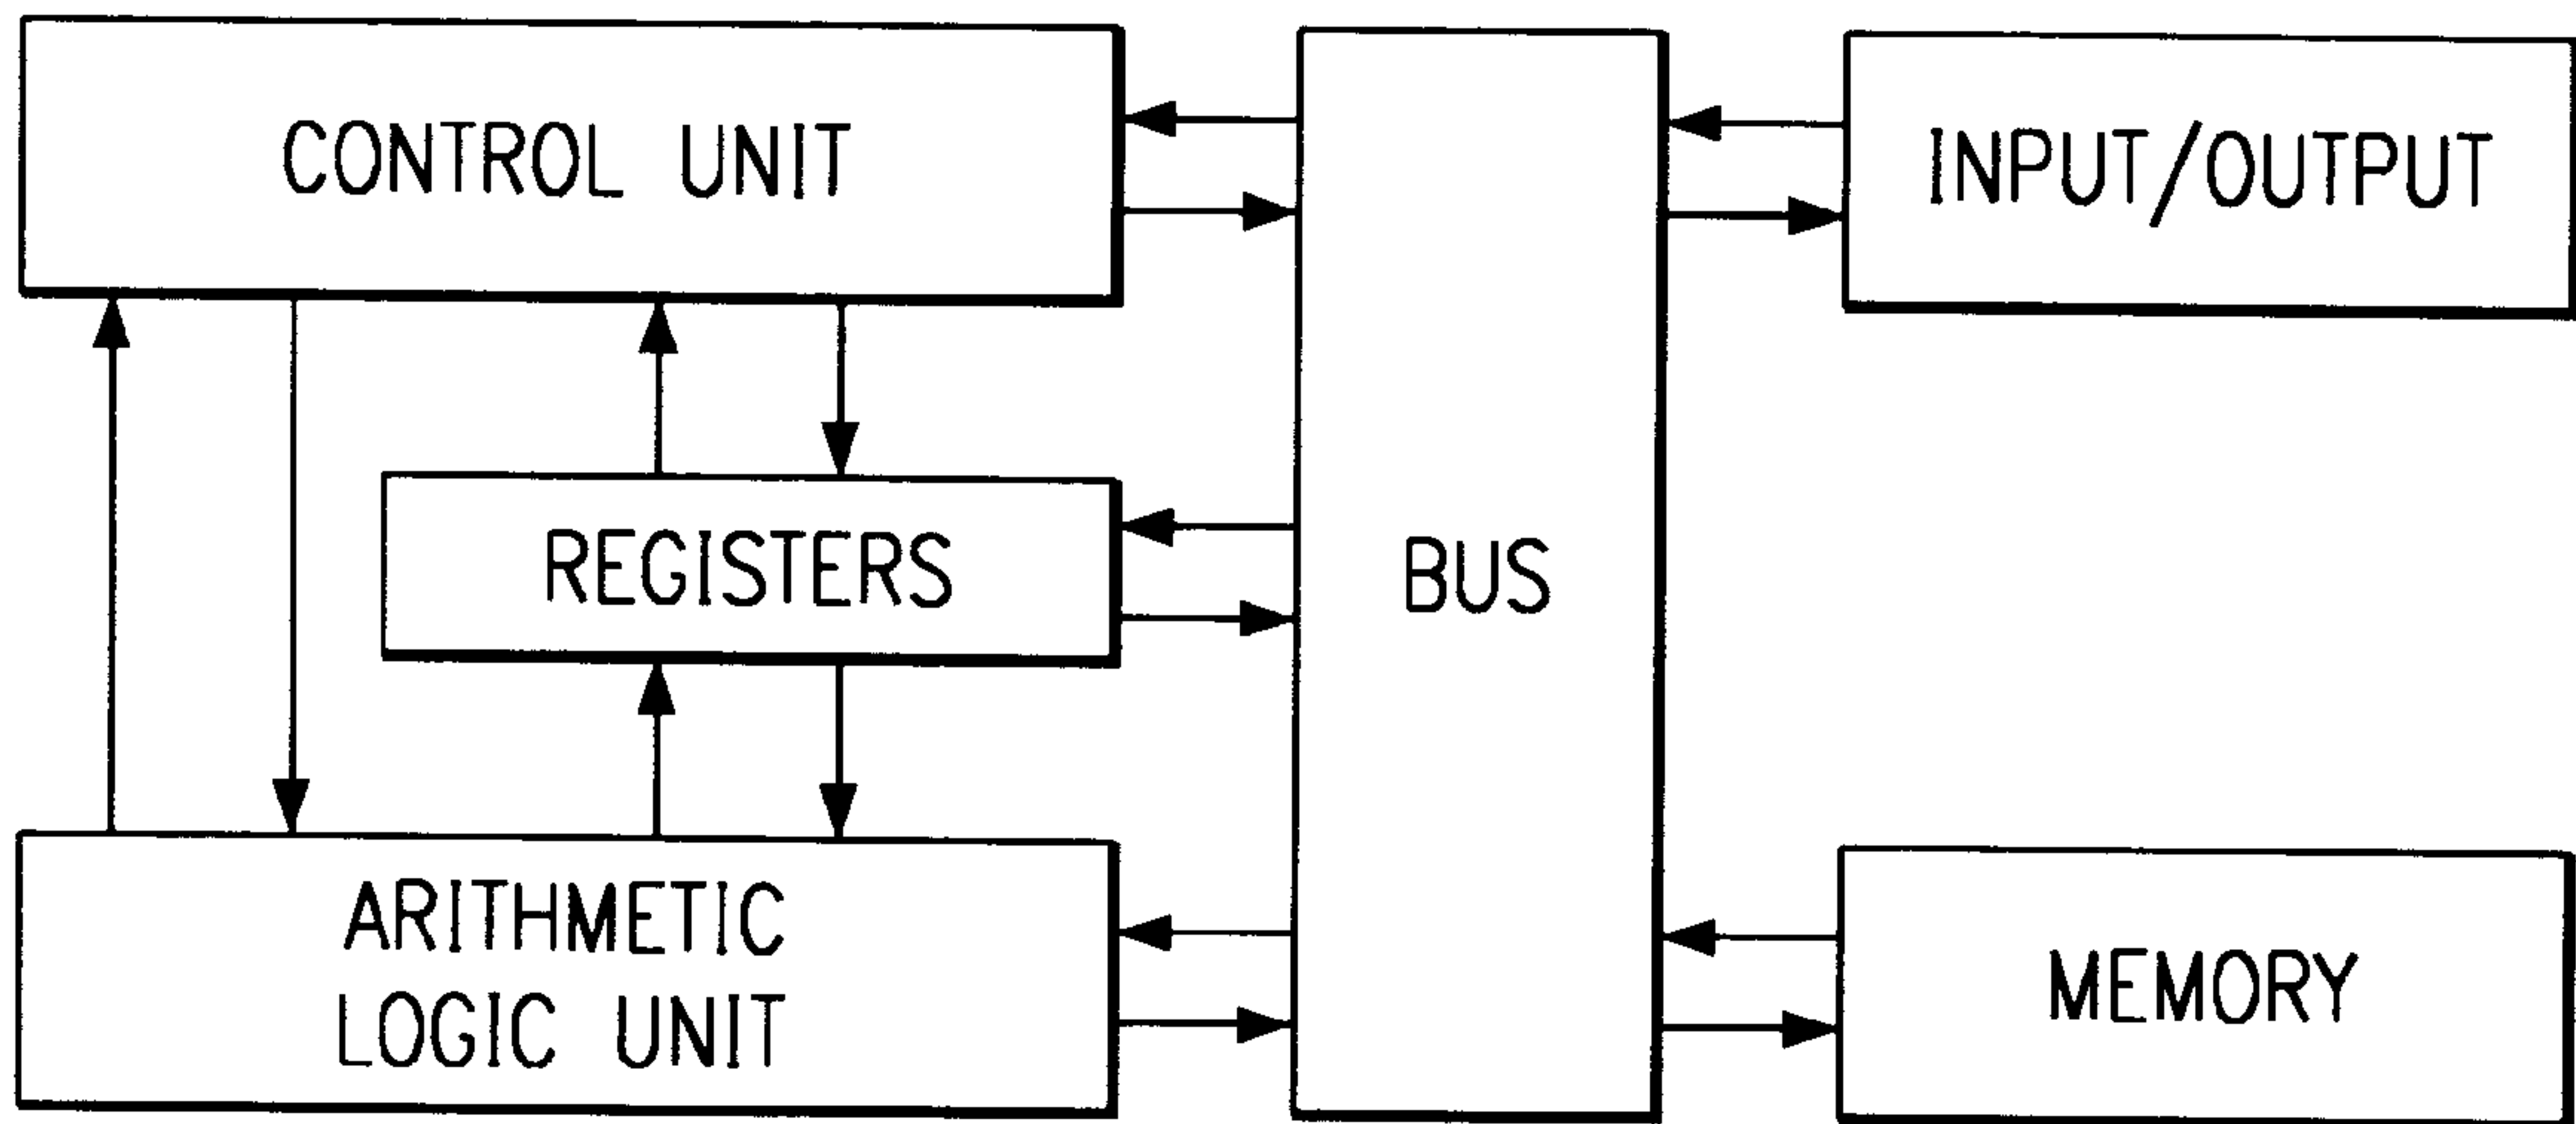 CONTROL UNIT
INPUT/OUTPUT
REGISTERS
BUS
ARITHMETIC
LOGIC UNIT
MEMORY